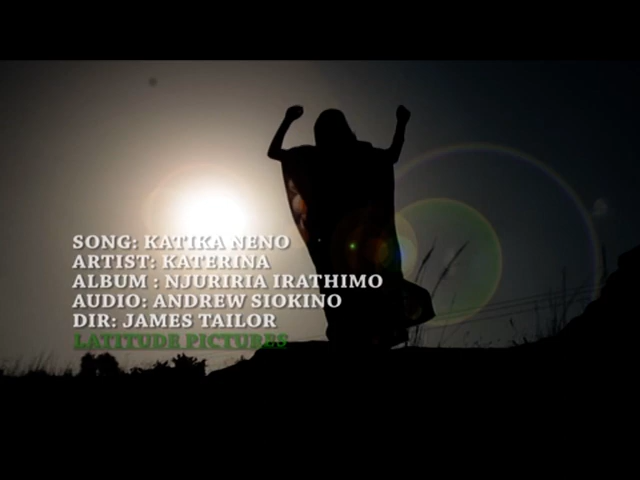 SONG: KATIKA NENO
ARTIST: KATERINA
ALBUM : NJURIRIA IRATHIMO
AUDIO: ANDREW SIOKINO
DIR: JAMES TAILOR
LATITUDE PICTURES